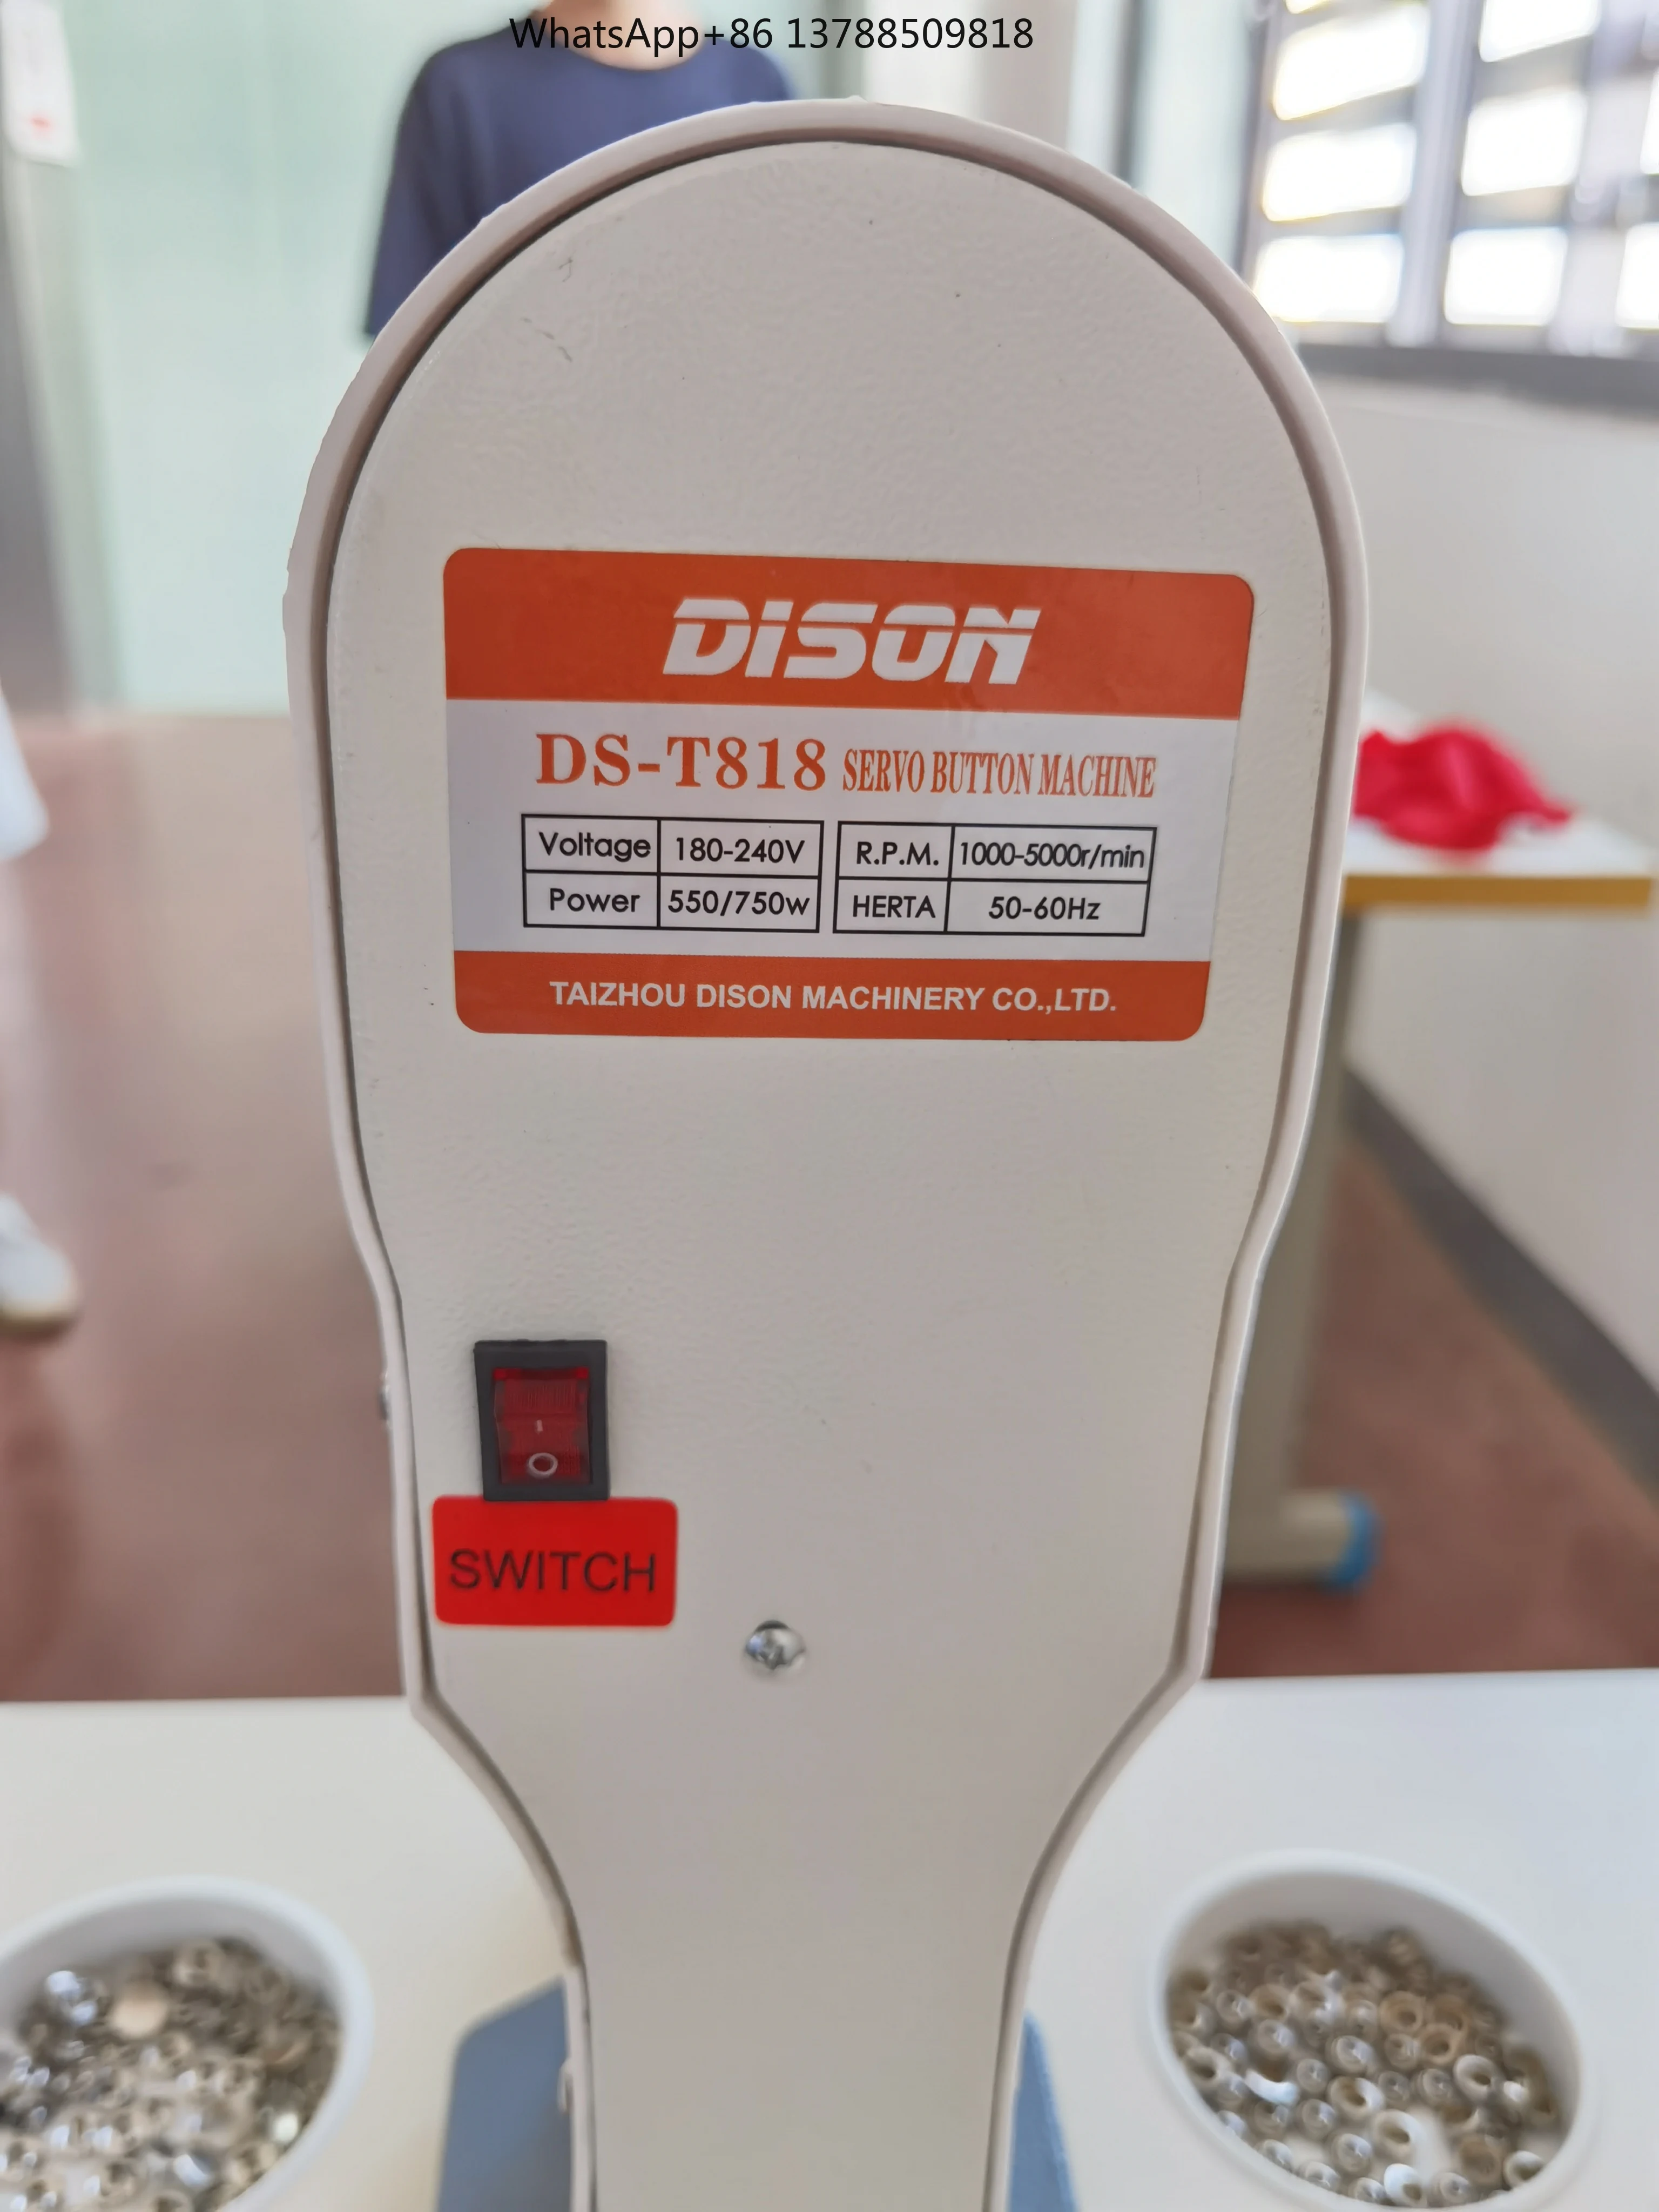 WhatsApp+86 13788509818
DiSON
DS-T818 SERVO BUTTON MACHINE
Voltage 180-240V R.P.M. 1000-5000r/min
Power 550/750w HERTA 50-60Hz
TAIZHOU DISON MACHINERY CO.,LTD.
SWITCH